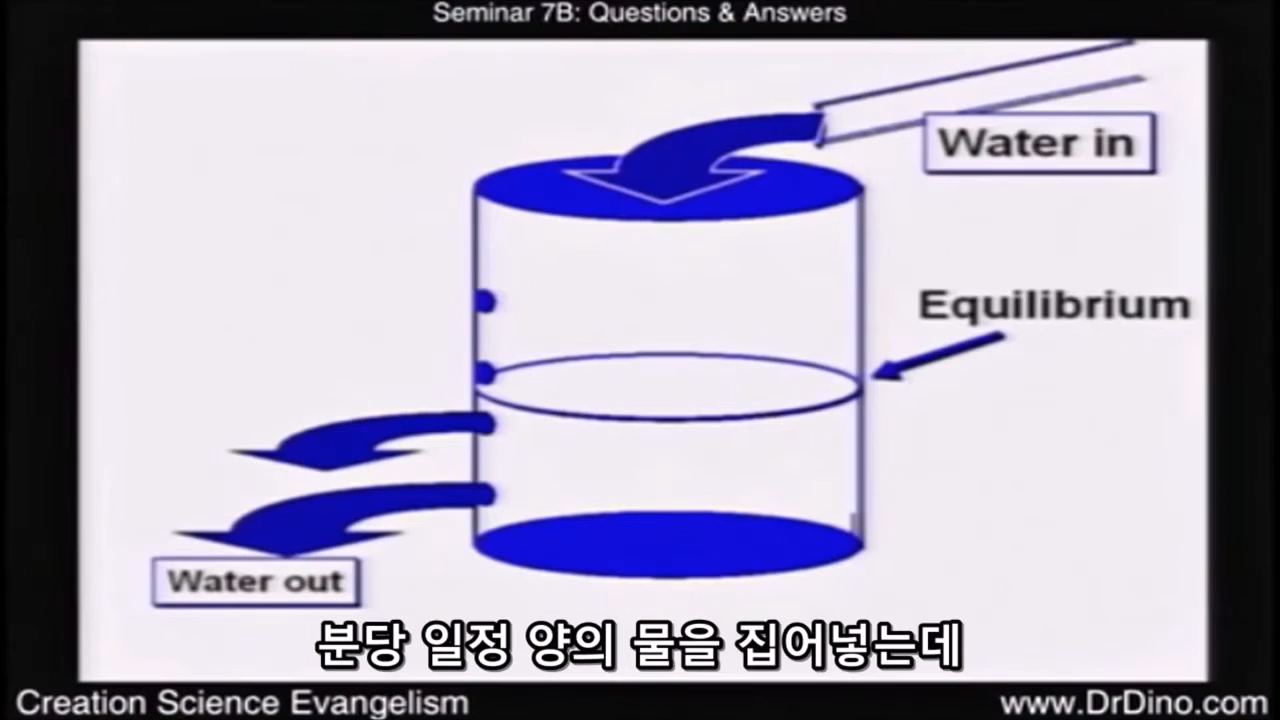 Seminar 7B: Questions & Answers
Water in
Equilibrium
Water out
분당 일정 양의 물을 집어넣는데
Creation Science Evangelism
www.DrDino.com